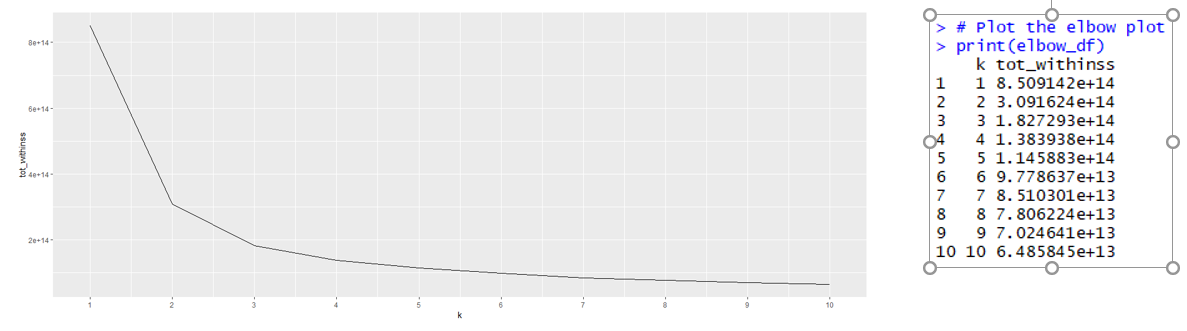 8e+14
6e+14
4e+14
2e+14
tot_withinss
1 2 3 4 5 6 7 8 9 10
k
> # Plot the elbow plot
> print(elbow_df)
k tot_withinss
1 1 8.509142e+14
2 2 3.091624e+14
3 3 1.827293e+14
4 4 1.383938e+14
5 5 1.145883e+14
6 6 9.778637e+13
7 7 8.510301e+13
8 8 7.806224e+13
9 9 7.024641e+13
10 10 6.485845e+13